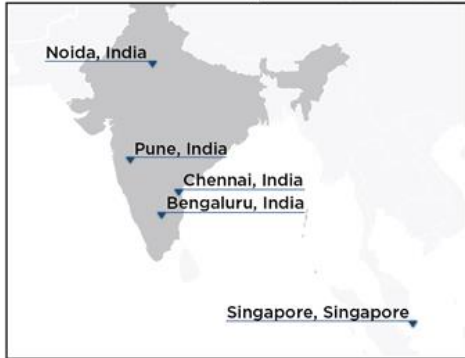 Noida, India
Pune, India
Chennai, India
Bengaluru, India
Singapore, Singapore